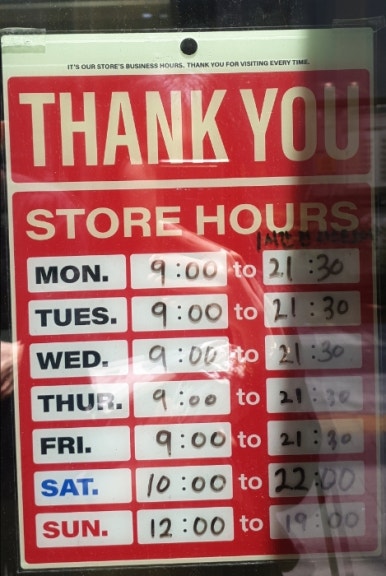 IT'S OUR STORE'S BUSINESS HOURS. THANK YOU FOR VISITING EVERY TIME.
THANK YOU
STORE HOURS
MON. 9:00 to 21:30
TUES. 9:00 to 21:30
WED. 9:00 to 21:30
THUR. 9:00 to 21:30
FRI. 9:00 to 21:30
SAT. 10:00 to 22:00
SUN. 12:00 to 19:00